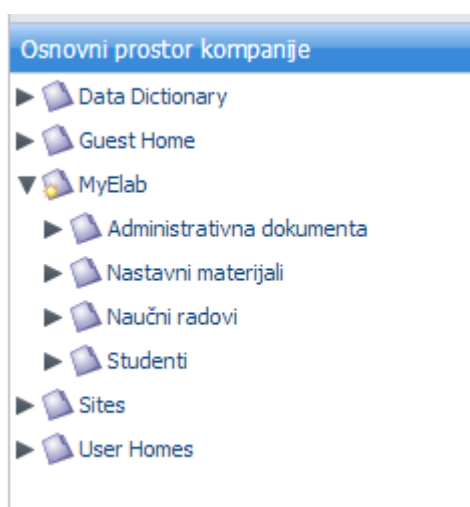 Osnovni prostor kompanije
Data Dictionary
Guest Home
MyElab
Administrativna dokumenta
Nastavni materijali
Naučni radovi
Studenti
Sites
User Homes